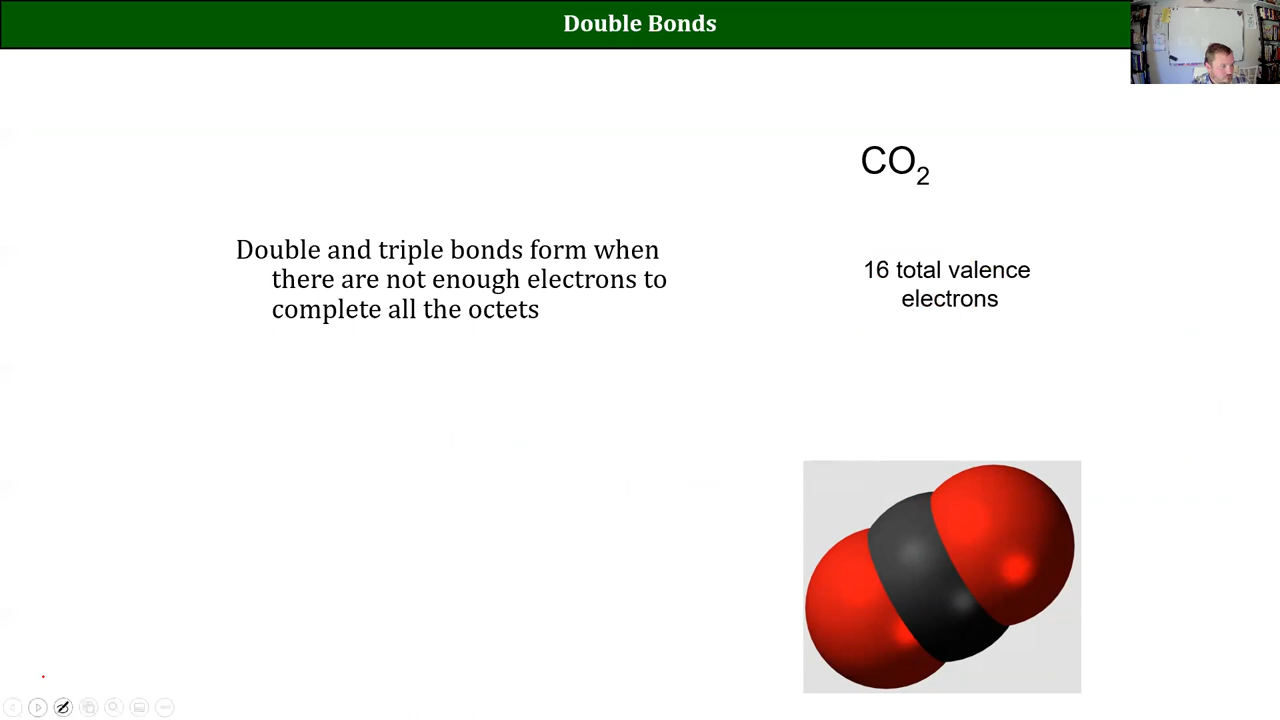 Double Bonds
CO₂
Double and triple bonds form when
there are not enough electrons to
complete all the octets
16 total valence
electrons